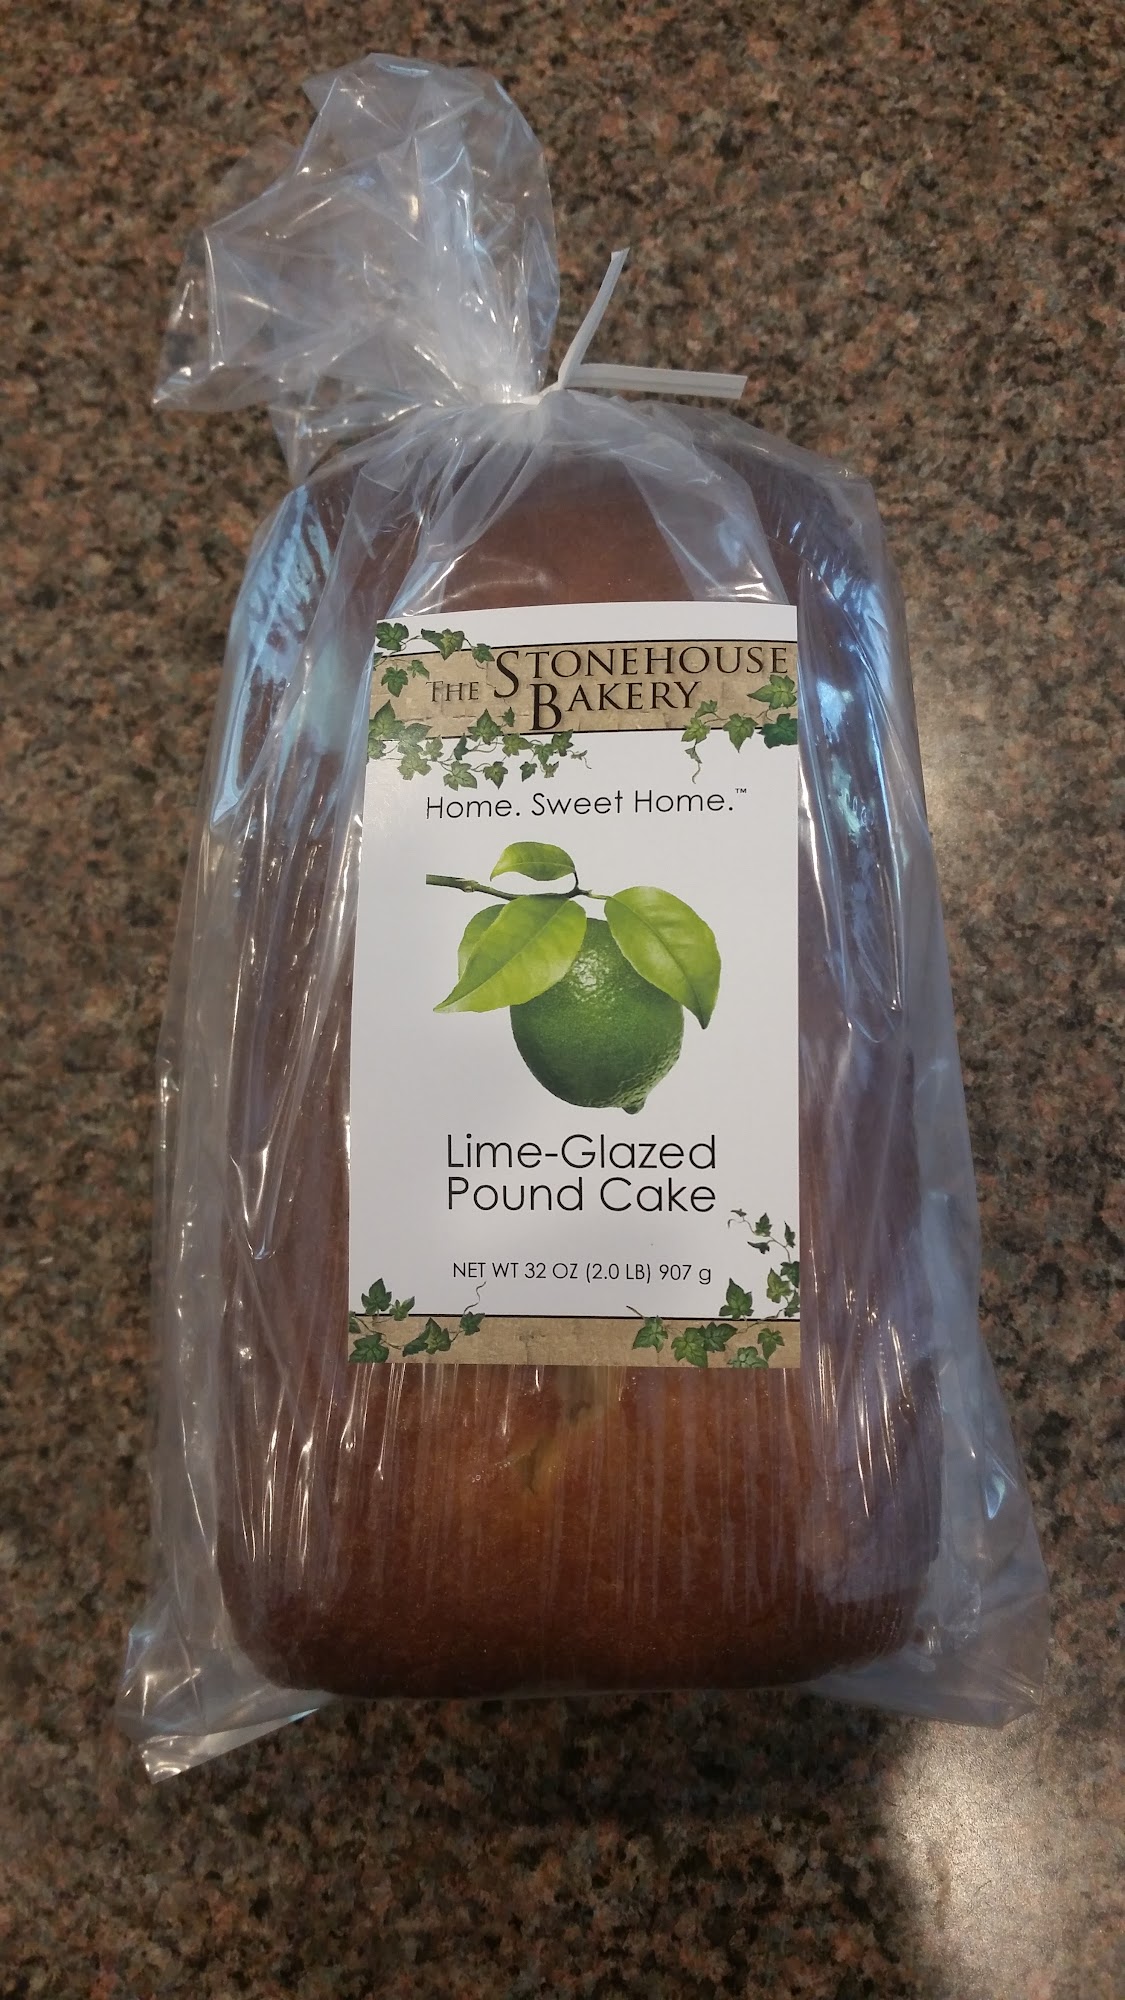 THE STONEHOUSE
BAKERY
Home. Sweet Home.™
Lime-Glazed
Pound Cake
NET WT 32 OZ (2.0 LB) 907 g